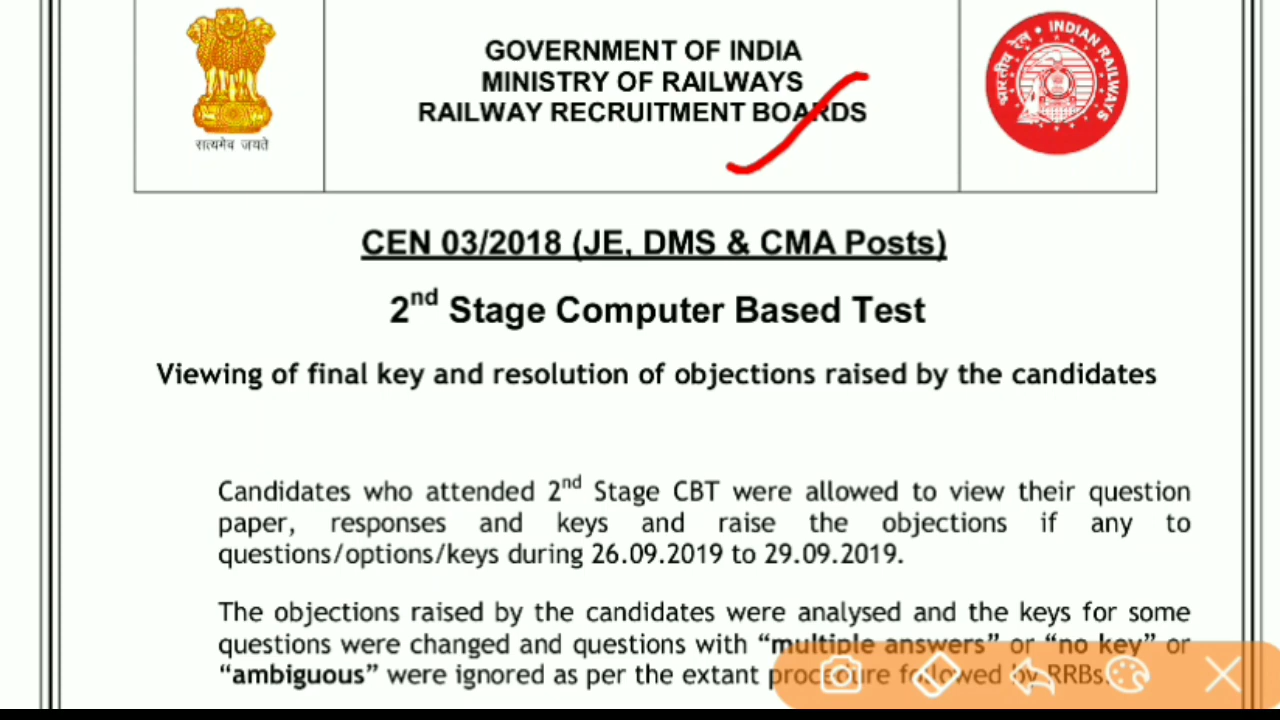 सत्यमेव जयते
GOVERNMENT OF INDIA
MINISTRY OF RAILWAYS
RAILWAY RECRUITMENT BOARDS
भारतीय रेल • INDIAN RAILWAYS
CEN 03/2018 (JE, DMS & CMA Posts)
2nd Stage Computer Based Test
Viewing of final key and resolution of objections raised by the candidates
Candidates who attended 2nd Stage CBT were allowed to view their question
paper, responses and keys and raise the objections if any to
questions/options/keys during 26.09.2019 to 29.09.2019.
The objections raised by the candidates were analysed and the keys for some
questions were changed and questions with “multiple answers” or “no key” or
“ambiguous” were ignored as per the extant procedure followed by RRBs.